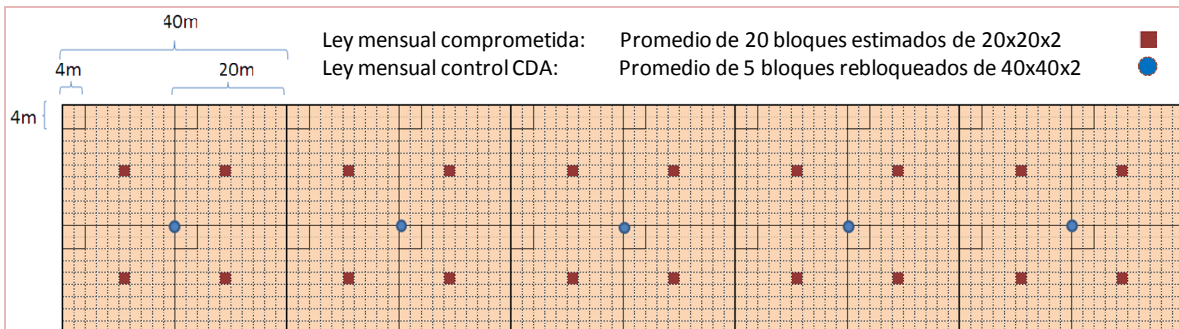 40m
Ley mensual comprometida: Promedio de 20 bloques estimados de 20x20x2
Ley mensual control CDA: Promedio de 5 bloques rebloqueados de 40x40x2
4m
20m
4m